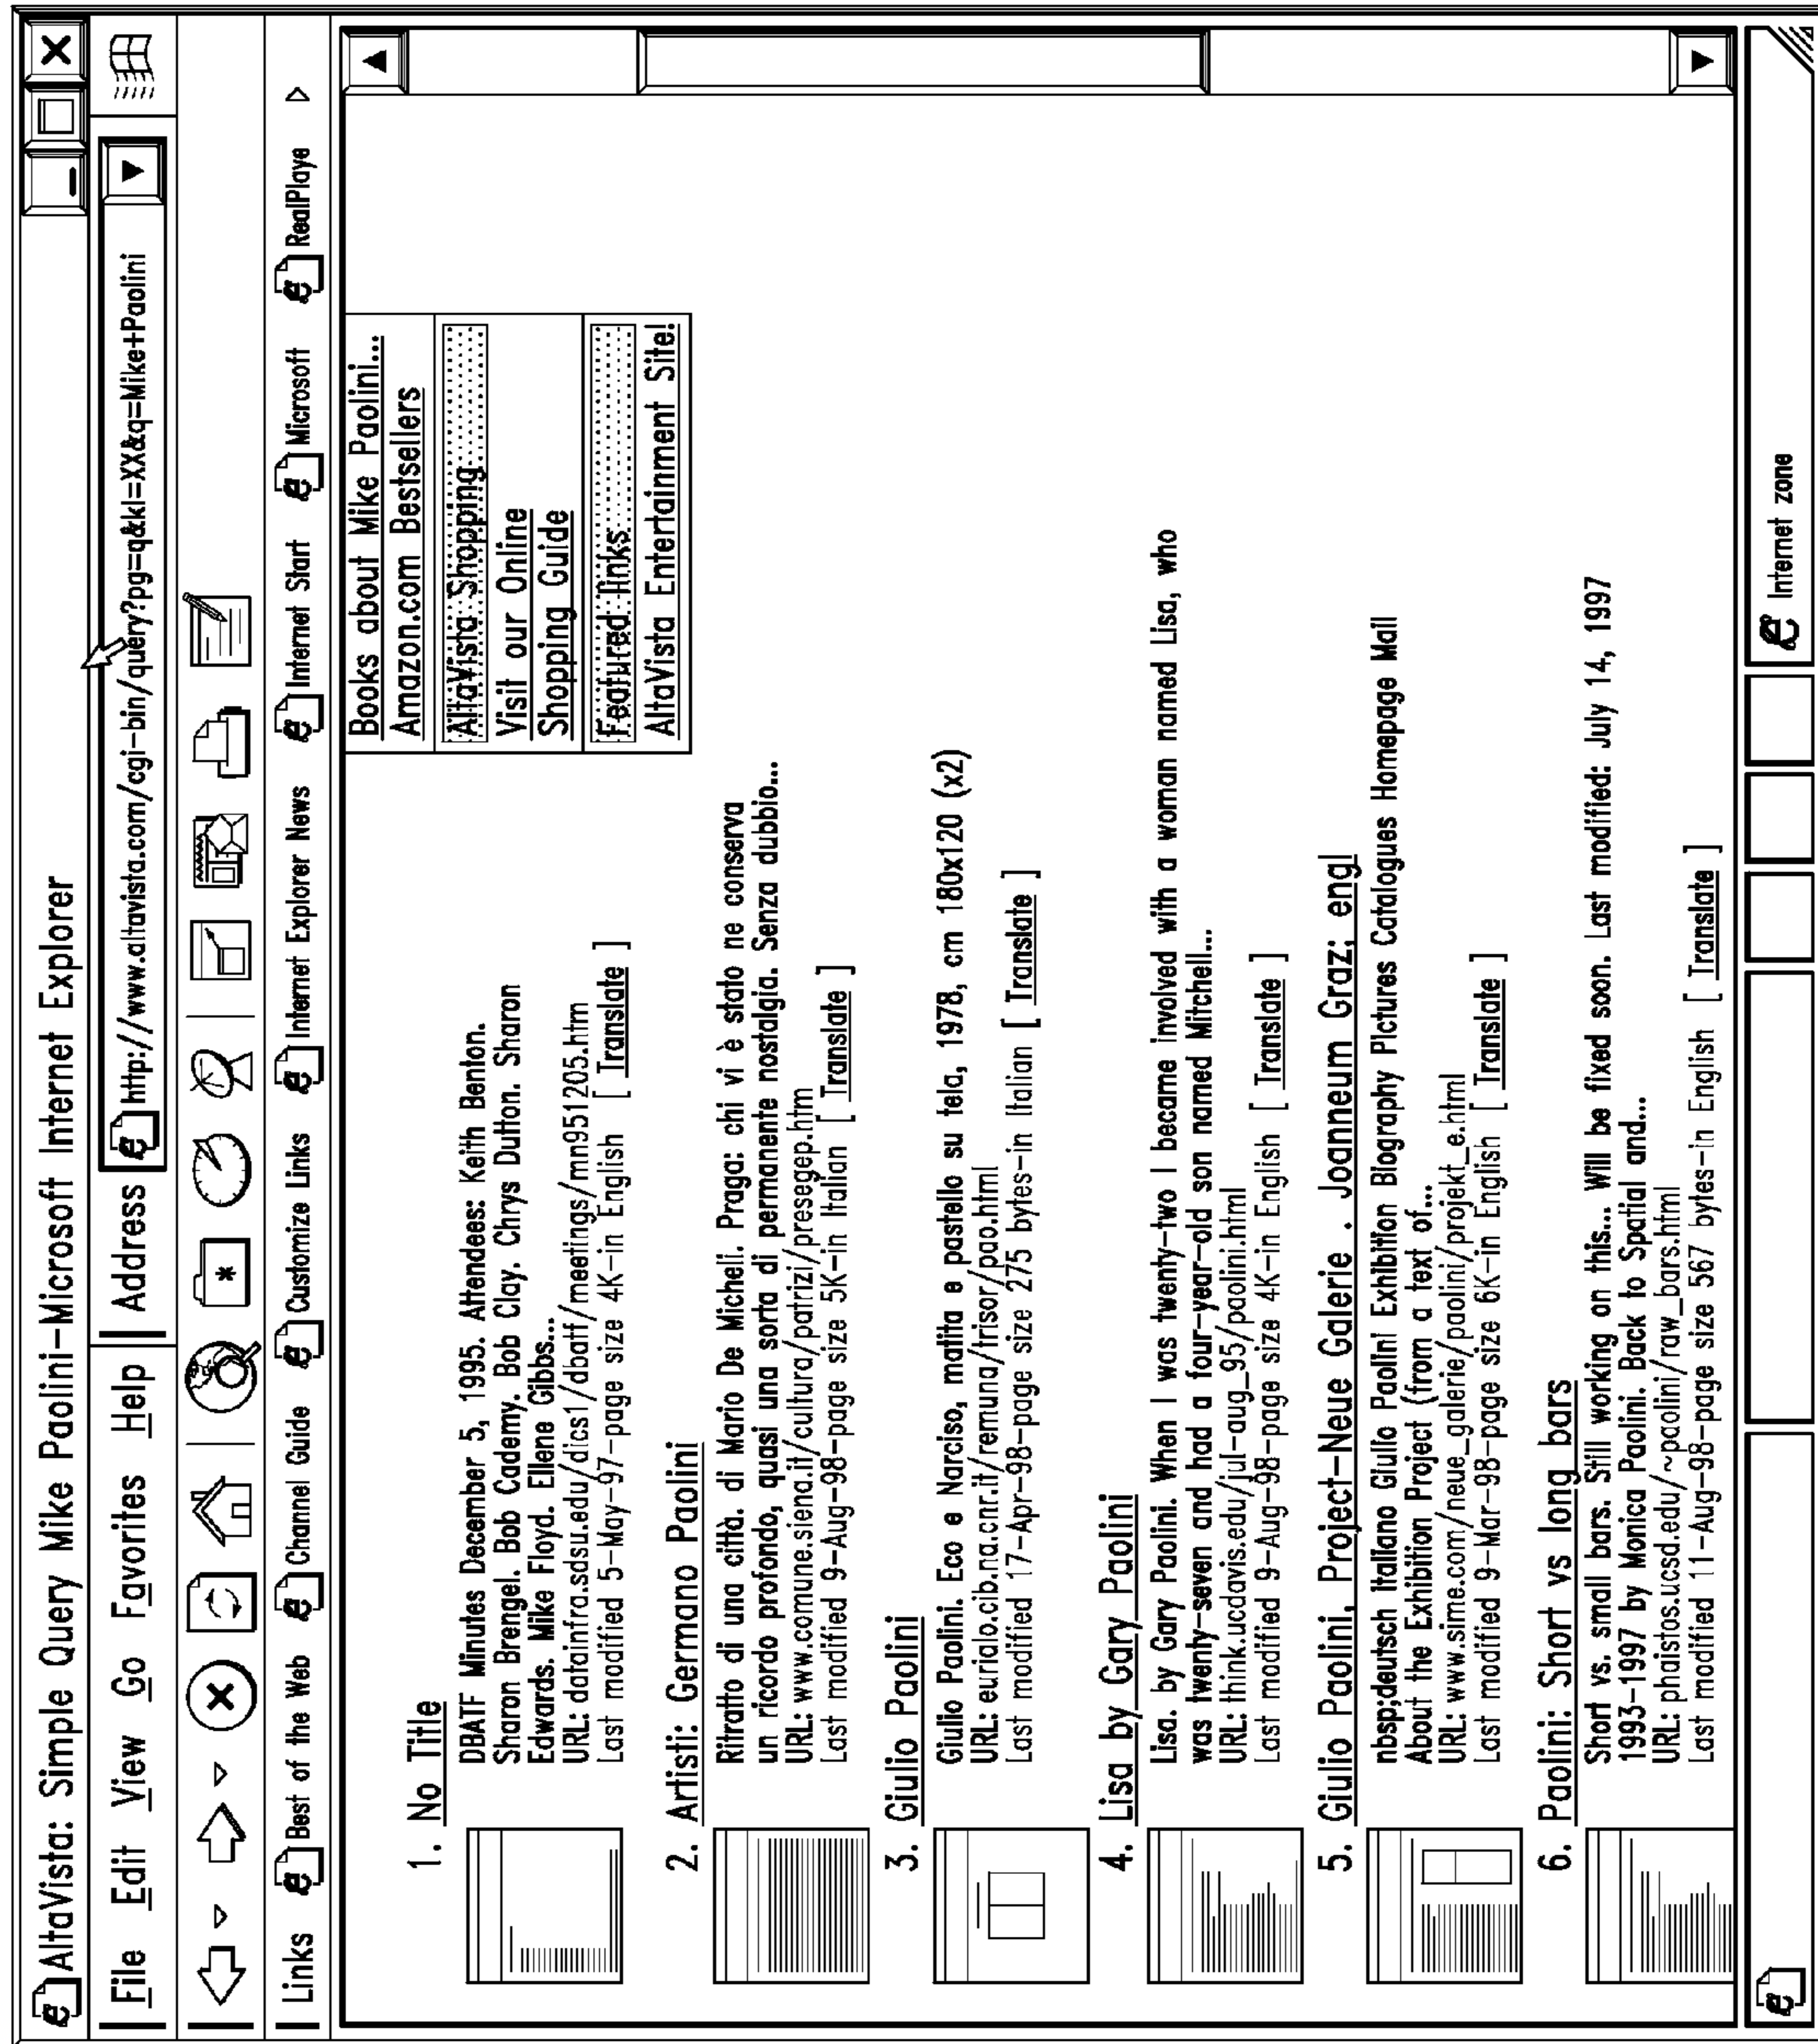 AltaVista: Simple Query Mike Paolini-Microsoft Internet Explorer
File Edit View Go Favorites Help
Address http://www.altavista.com/cgi-bin/query?pg=q&kl=XX&q=Mike+Paolini
Links Best of the Web Channel Guide Customize Links Internet Explorer News Internet Start Microsoft RealPlaye
Books about Mike Paolini...
Amazon.com Bestsellers
AltaVista Shopping
Visit our Online
Shopping Guide
Featured links
AltaVista Entertainment Site!
1. No Title
DBATF Minutes December 5, 1995. Attendees: Keith Benton.
Sharon Brengel. Bob Cademy. Bob Clay. Chrys Dutton. Sharon
Edwards. Mike Floyd. Ellene Gibbs...
URL: datainfra.sdsu.edu/dics1/dbatf/meetings/mn951205.htm
Last modified 5-May-97-page size 4K-in English [ Translate ]
2. Artisti: Germano Paolini
Ritratto di una città. di Mario De Micheli. Praga: chi vi è stato ne conserva
un ricordo profondo, quasi una sorta di permanente nostalgia. Senza dubbio...
URL: www.comune.siena.it/cultura/patrizi/presegep.htm
Last modified 9-Aug-98-page size 5K-in Italian [ Translate ]
3. Giulio Paolini
Giulio Paolini. Eco e Narciso, matita e pastello su tela, 1978, cm 180x120 (x2)
URL: eurialo.cib.na.cnr.it/remuna/trisor/pao.html
Last modified 17-Apr-98-page size 275 bytes-in Italian [ Translate ]
4. Lisa by Gary Paolini
Lisa. by Gary Paolini. When I was twenty-two I became involved with a woman named Lisa, who
was twenty-seven and had a four-year-old son named Mitchell...
URL: think.ucdavis.edu/jul-aug_95/paolini.html
Last modified 9-Aug-98-page size 4K-in English [ Translate ]
5. Giulio Paolini, Project-Neue Galerie . Joanneum Graz; engl
nbsp;deutsch Italiano Giulio Paolini Exhibition Biography Pictures Catalogues Homepage Mail
About the Exhibition Project (from a text of...
URL: www.sime.com/neue_galerie/paolini/projekt_e.html
Last modified 9-Mar-98-page size 6K-in English [ Translate ]
6. Paolini: Short vs long bars
Short vs. small bars. Still working on this... Will be fixed soon. Last modified: July 14, 1997
1993-1997 by Monica Paolini. Back to Spatial and...
URL: phaistos.ucsd.edu/~paolini/raw_bars.html
Last modified 11-Aug-98-page size 567 bytes-in English [ Translate ]
Internet zone